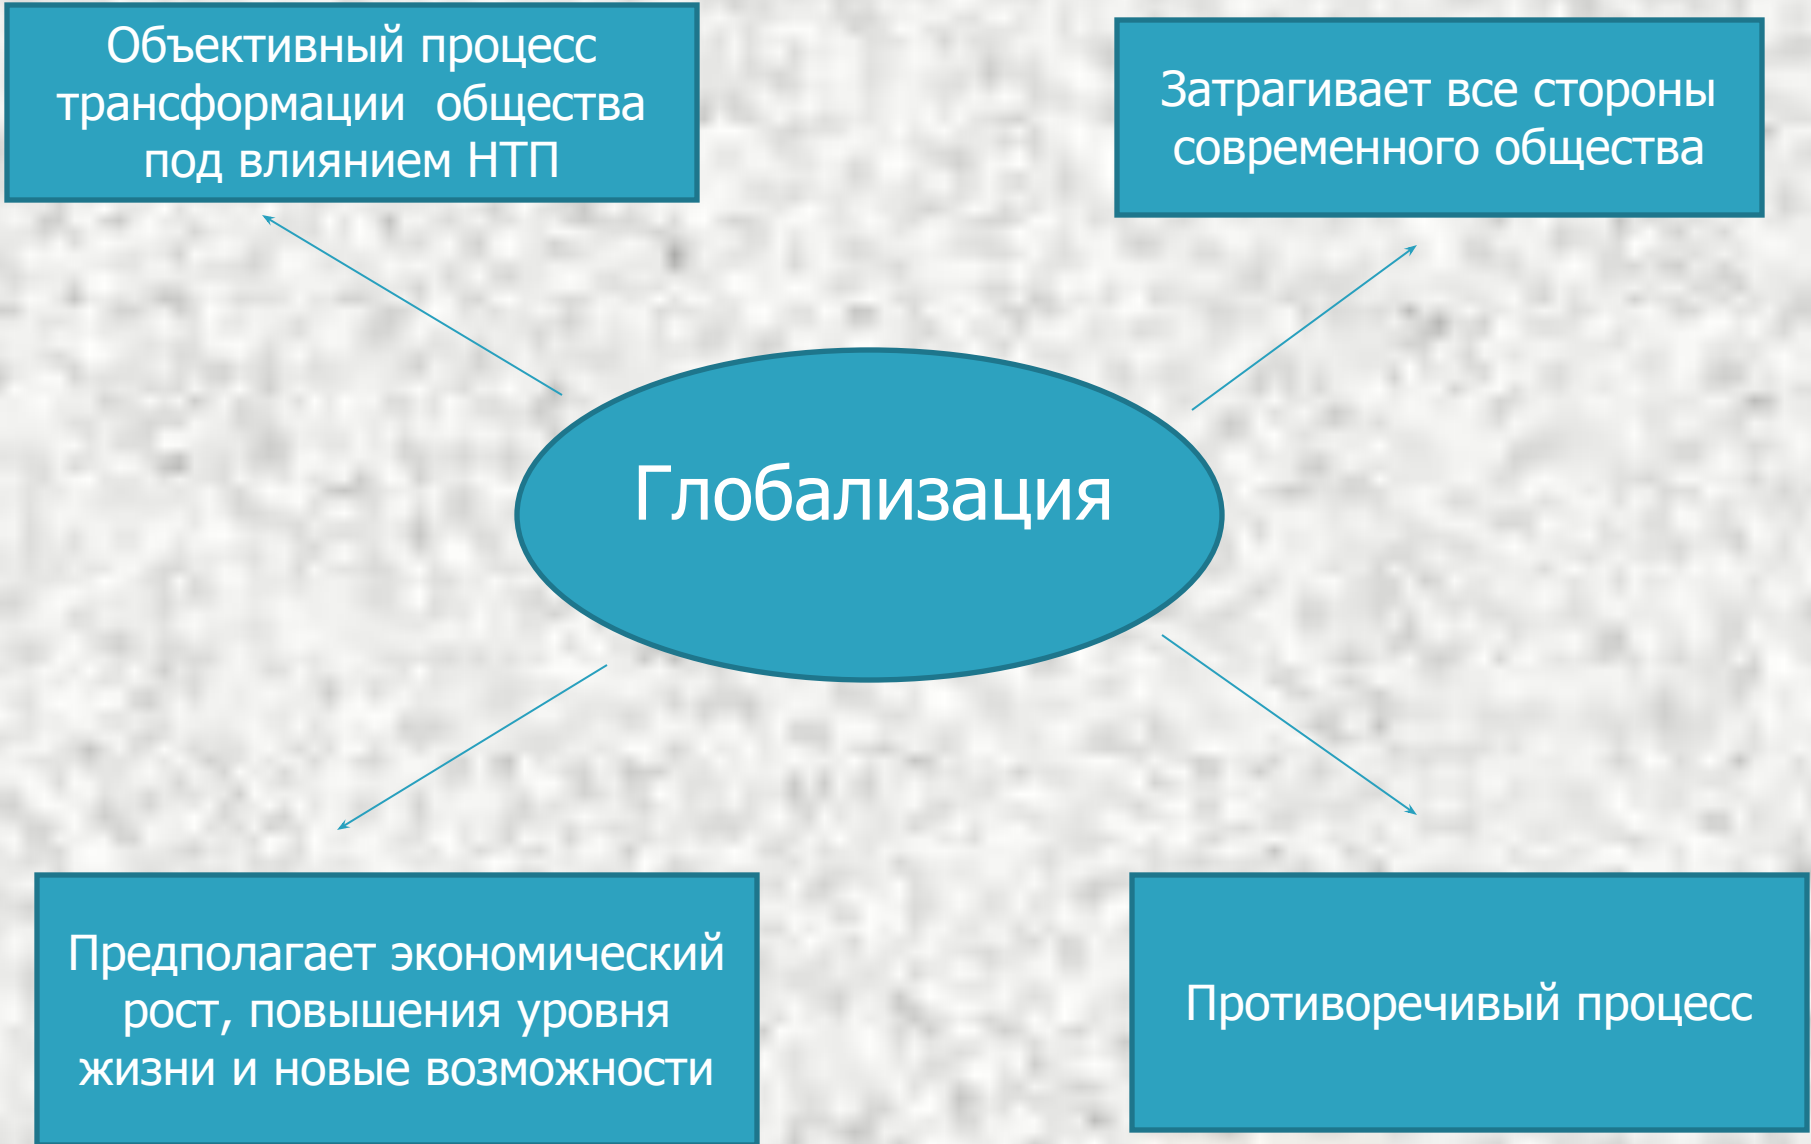 Объективный процесс
трансформации  общества
под влиянием НТП
Затрагивает все стороны
современного общества
Глобализация
Предполагает экономический
рост, повышения уровня
жизни и новые возможности
Противоречивый процесс